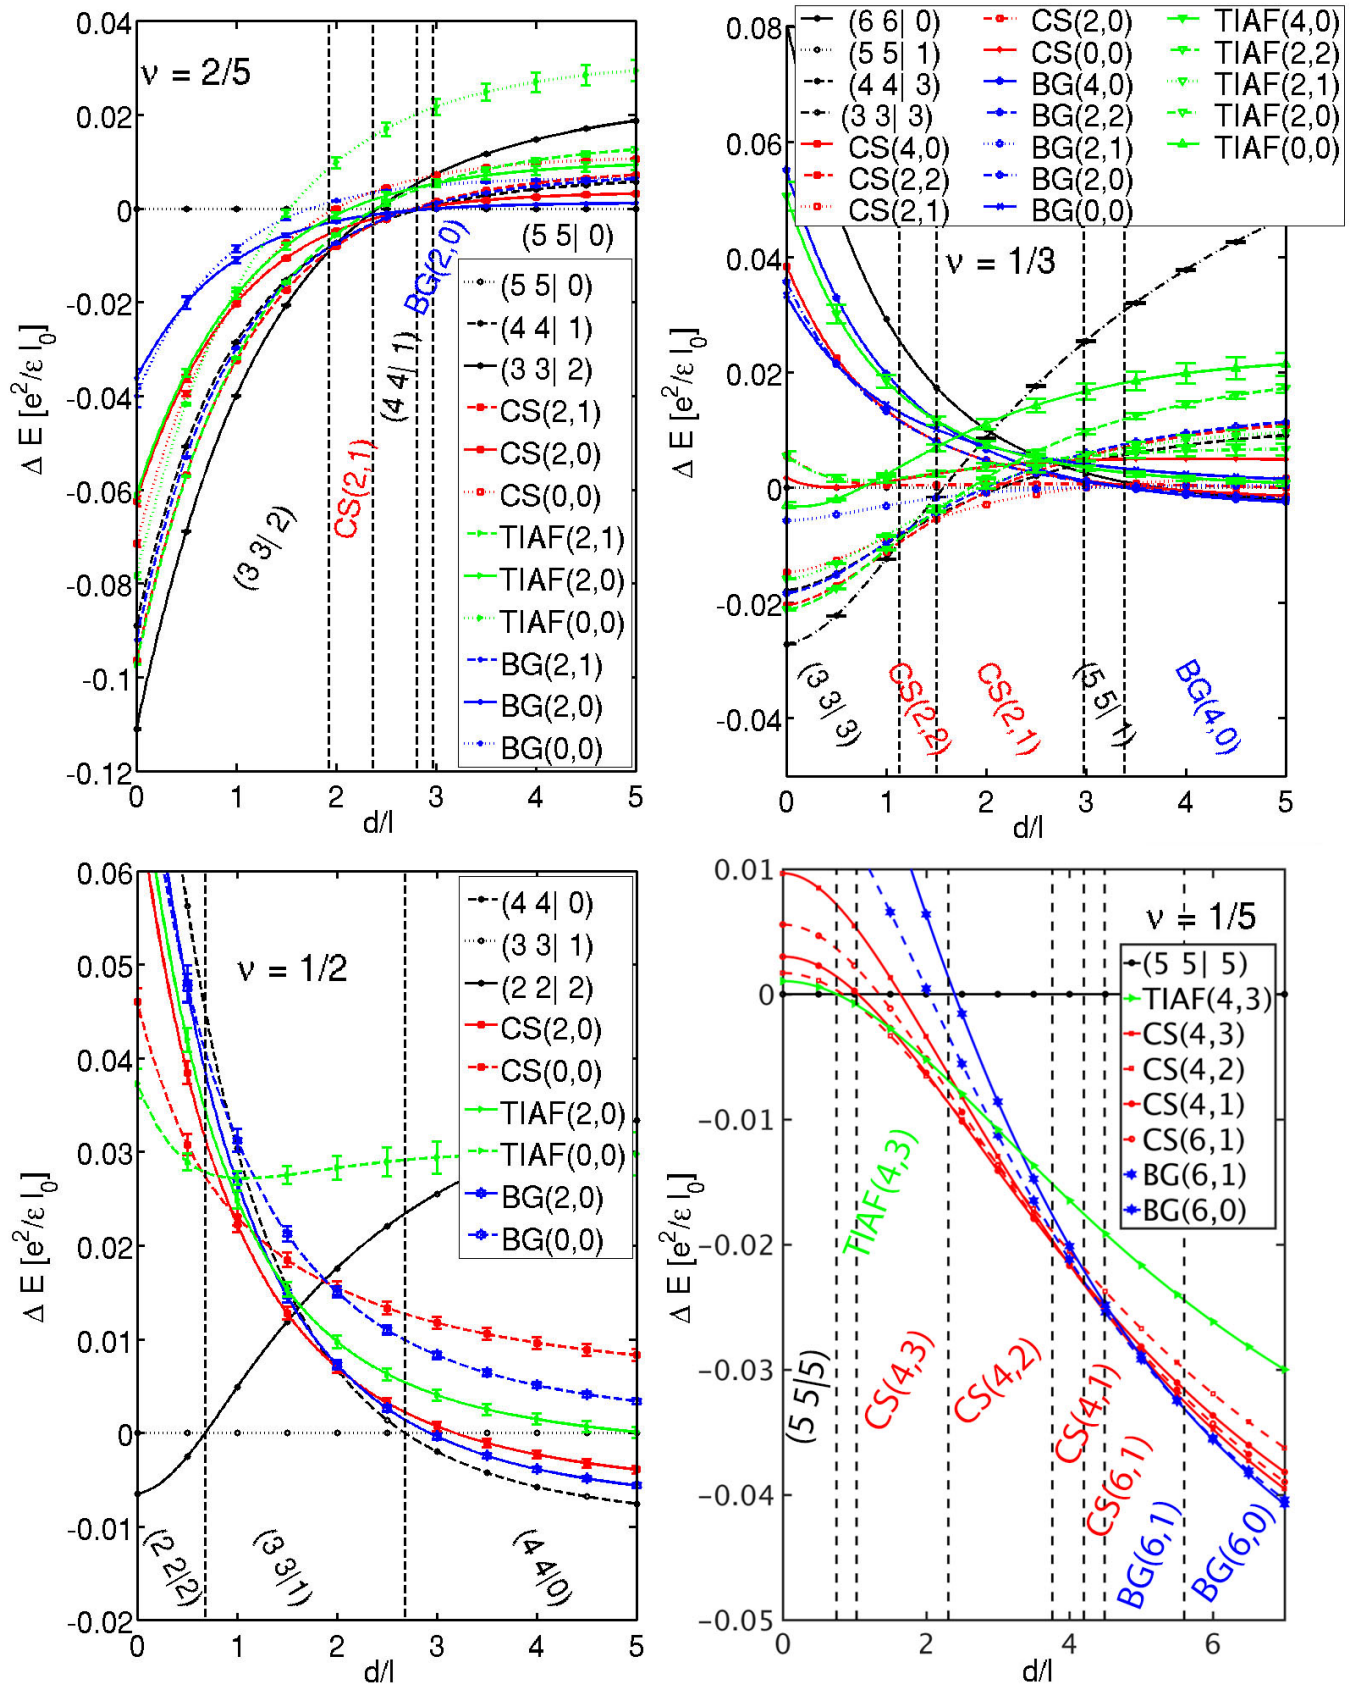 ν = 2/5
0.04
0.02
0
-0.02
-0.04
-0.06
-0.08
-0.1
-0.12
Δ E [e²/ε l₀]
0 1 2 3 4 5
d/l
(3 3| 2)
CS(2,1)
(4 4| 1)
BG(2,0)
(5 5| 0)
(5 5| 0)
(4 4| 1)
(3 3| 2)
CS(2,1)
CS(2,0)
CS(0,0)
TIAF(2,1)
TIAF(2,0)
TIAF(0,0)
BG(2,1)
BG(2,0)
BG(0,0)
(6 6| 0)
(5 5| 1)
(4 4| 3)
(3 3| 3)
CS(4,0)
CS(2,2)
CS(2,1)
CS(2,0)
CS(0,0)
BG(4,0)
BG(2,2)
BG(2,1)
BG(2,0)
BG(0,0)
TIAF(4,0)
TIAF(2,2)
TIAF(2,1)
TIAF(2,0)
TIAF(0,0)
ν = 1/3
0.08
0.06
0.04
0.02
0
-0.02
-0.04
Δ E [e²/ε l₀]
(3 3| 3)
CS(2,2)
CS(2,1)
(5 5| 1)
BG(4,0)
0 1 2 3 4 5
d/l
ν = 1/2
0.06
0.05
0.04
0.03
0.02
0.01
0
-0.01
-0.02
Δ E [e²/ε l₀]
(4 4| 0)
(3 3| 1)
(2 2| 2)
CS(2,0)
CS(0,0)
TIAF(2,0)
TIAF(0,0)
BG(2,0)
BG(0,0)
(2 2|2)
(3 3|1)
(4 4|0)
0 1 2 3 4 5
d/l
ν = 1/5
0.01
0
−0.01
−0.02
−0.03
−0.04
−0.05
Δ E [e²/ε l₀]
(5 5| 5)
TIAF(4,3)
CS(4,3)
CS(4,2)
CS(4,1)
CS(6,1)
BG(6,1)
BG(6,0)
(5 5|5)
TIAF(4,3)
CS(4,3)
CS(4,2)
CS(4,1)
CS(6,1)
BG(6,1)
BG(6,0)
0 2 4 6
d/l